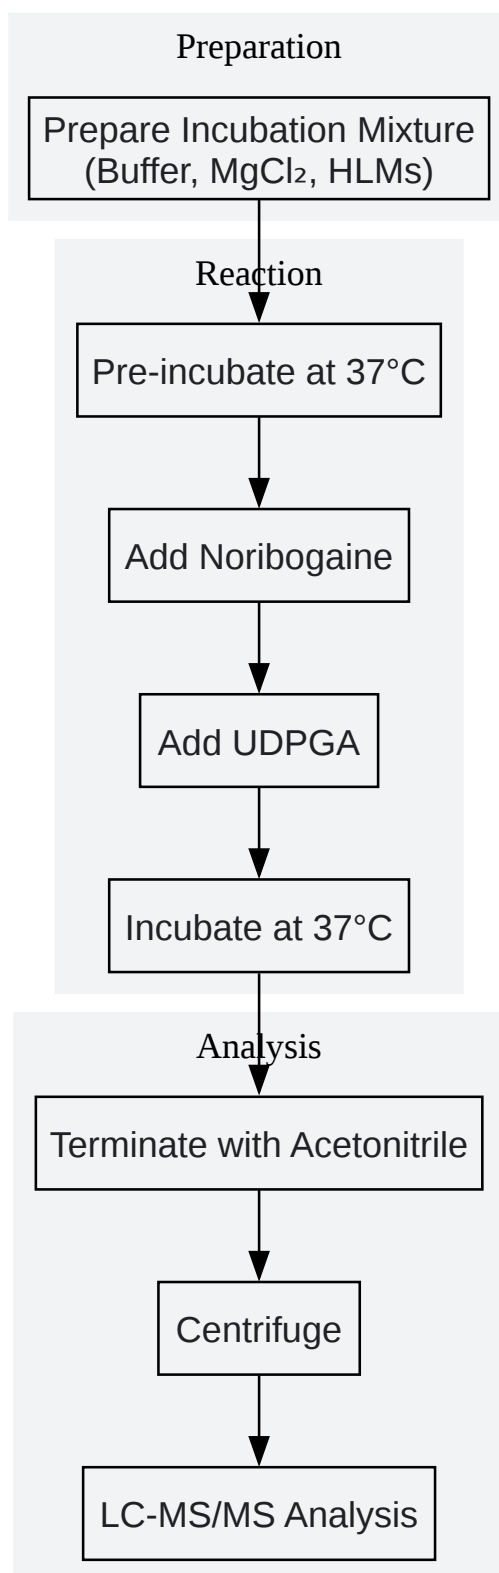 Preparation
Prepare Incubation Mixture
(Buffer, MgCl₂, HLMs)
Reaction
Pre-incubate at 37°C
Add Noribogaine
Add UDPGA
Incubate at 37°C
Analysis
Terminate with Acetonitrile
Centrifuge
LC-MS/MS Analysis